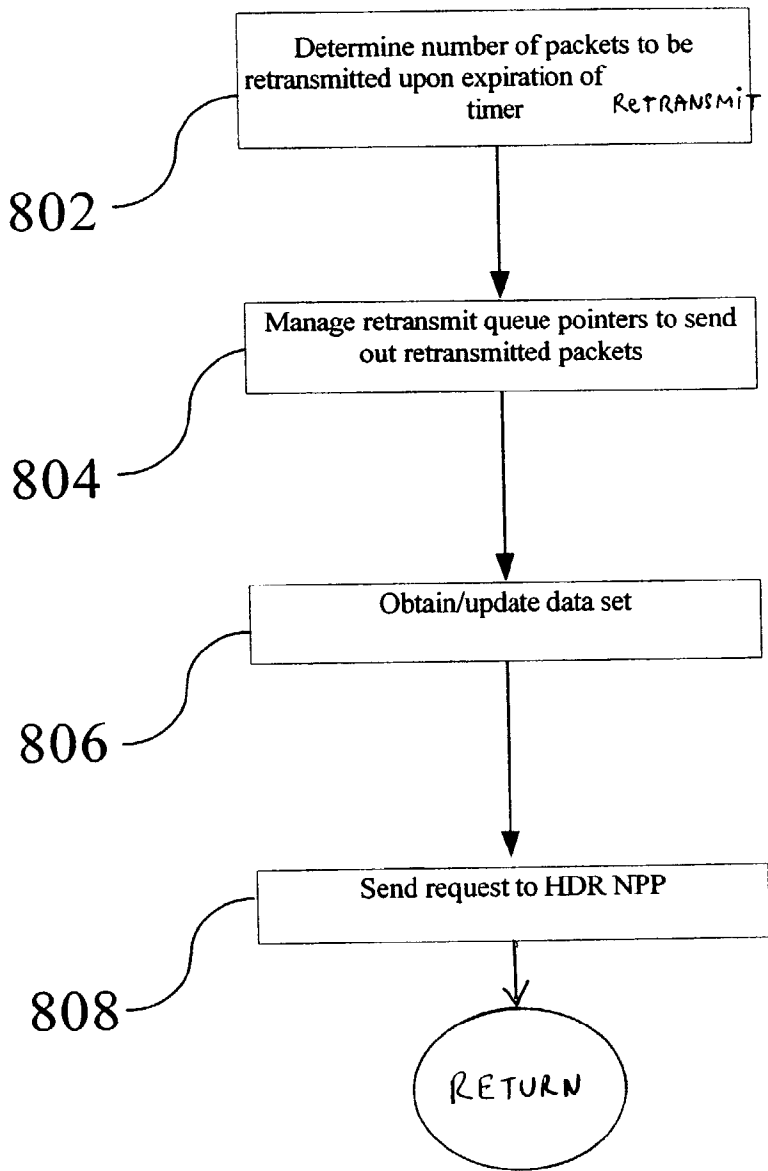 Determine number of packets to be
retransmitted upon expiration of
timer ReTRANSMiT
802
Manage retransmit queue pointers to send
out retransmitted packets
804
Obtain/update data set
806
Send request to HDR NPP
808
RETURN